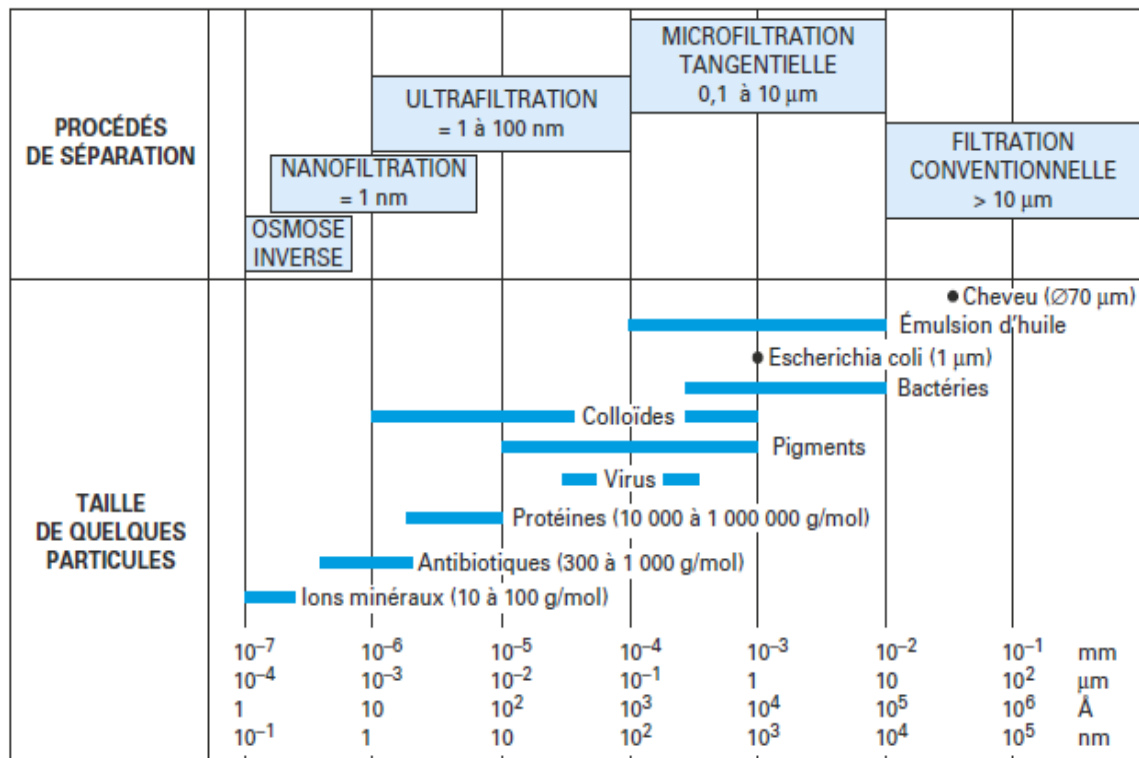 PROCÉDÉS
DE SÉPARATION
MICROFILTRATION
TANGENTIELLE
0,1 à 10 µm
ULTRAFILTRATION
= 1 à 100 nm
FILTRATION
CONVENTIONNELLE
> 10 µm
NANOFILTRATION
= 1 nm
OSMOSE
INVERSE
TAILLE
DE QUELQUES
PARTICULES
Cheveu (∅70 µm)
Émulsion d’huile
Escherichia coli (1 µm)
Bactéries
Colloïdes
Pigments
Virus
Protéines (10 000 à 1 000 000 g/mol)
Antibiotiques (300 à 1 000 g/mol)
Ions minéraux (10 à 100 g/mol)
10⁻⁷ 10⁻⁶ 10⁻⁵ 10⁻⁴ 10⁻³ 10⁻² 10⁻¹ mm
10⁻⁴ 10⁻³ 10⁻² 10⁻¹ 1 10 10² µm
1 10 10² 10³ 10⁴ 10⁵ 10⁶ Å
10⁻¹ 1 10 10² 10³ 10⁴ 10⁵ nm